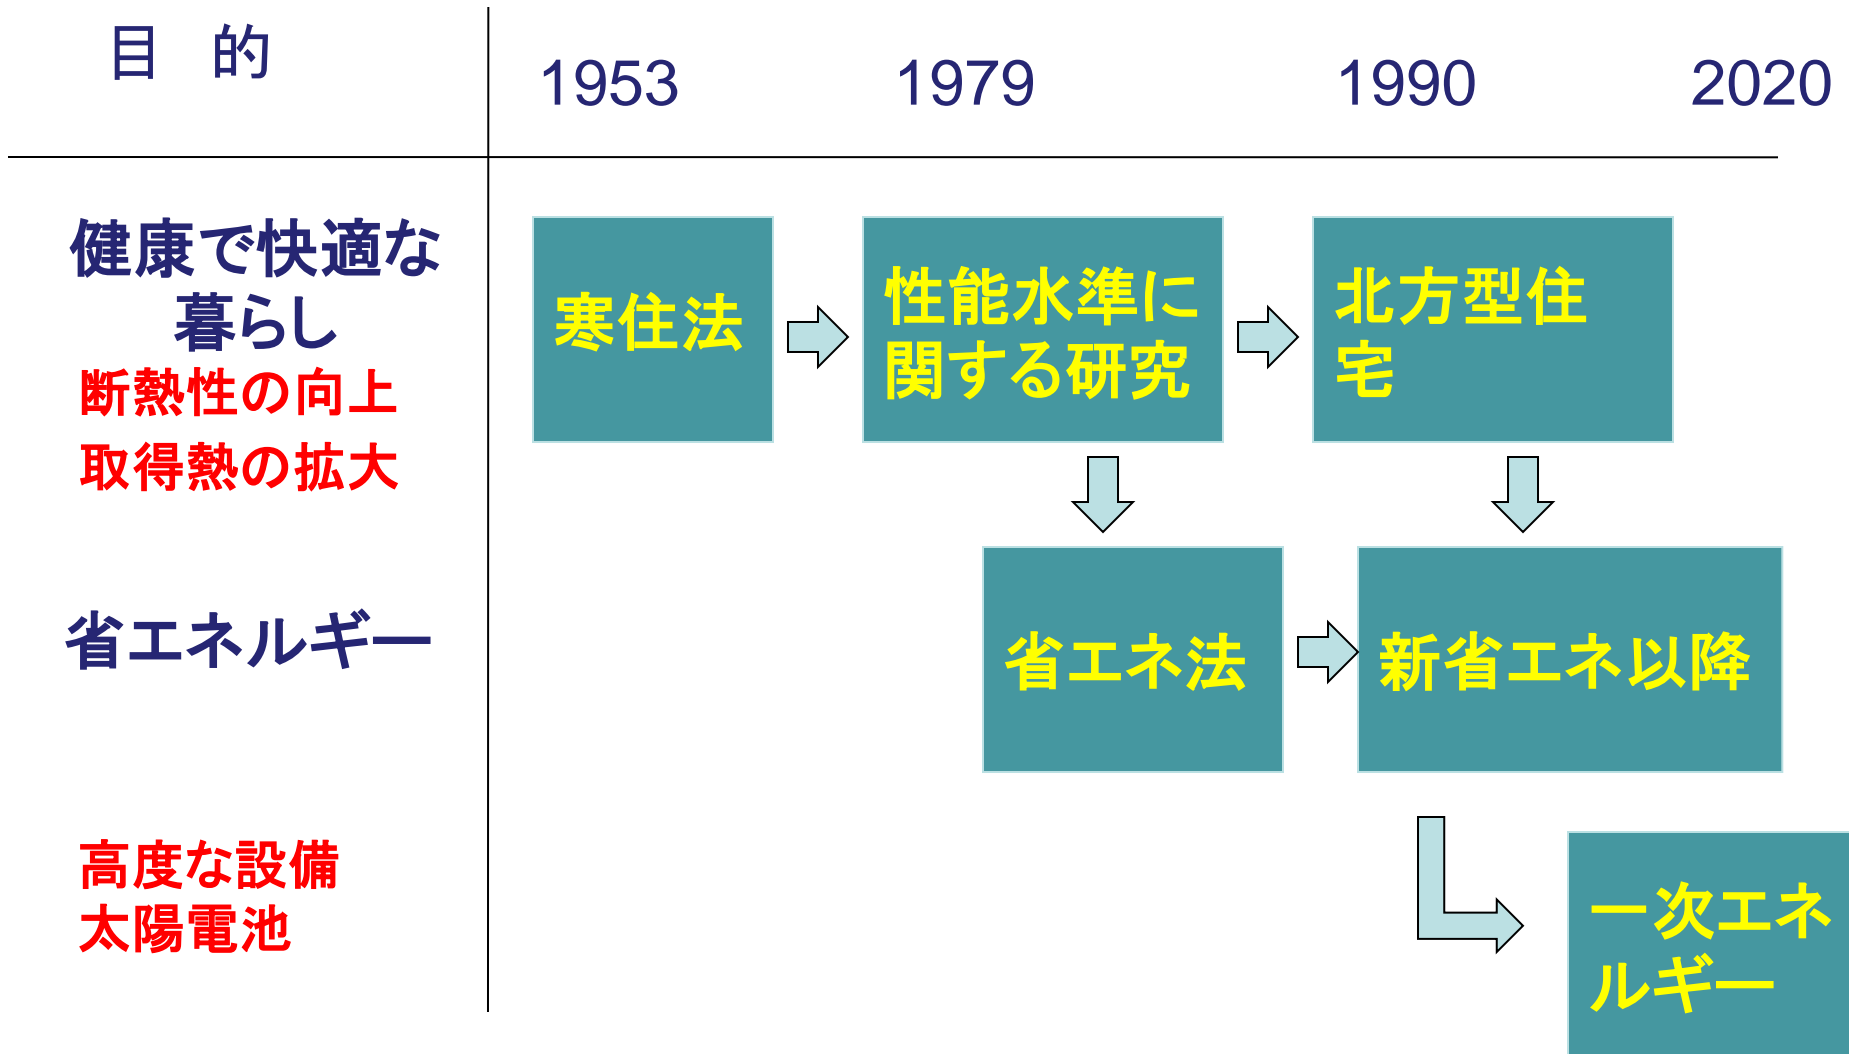 目 的
1953
1979
1990
2020
健康で快適な
暮らし
断熱性の向上
取得熱の拡大
寒住法
性能水準に
関する研究
北方型住
宅
省エネルギー
省エネ法
新省エネ以降
高度な設備
太陽電池
一次エネ
ルギー